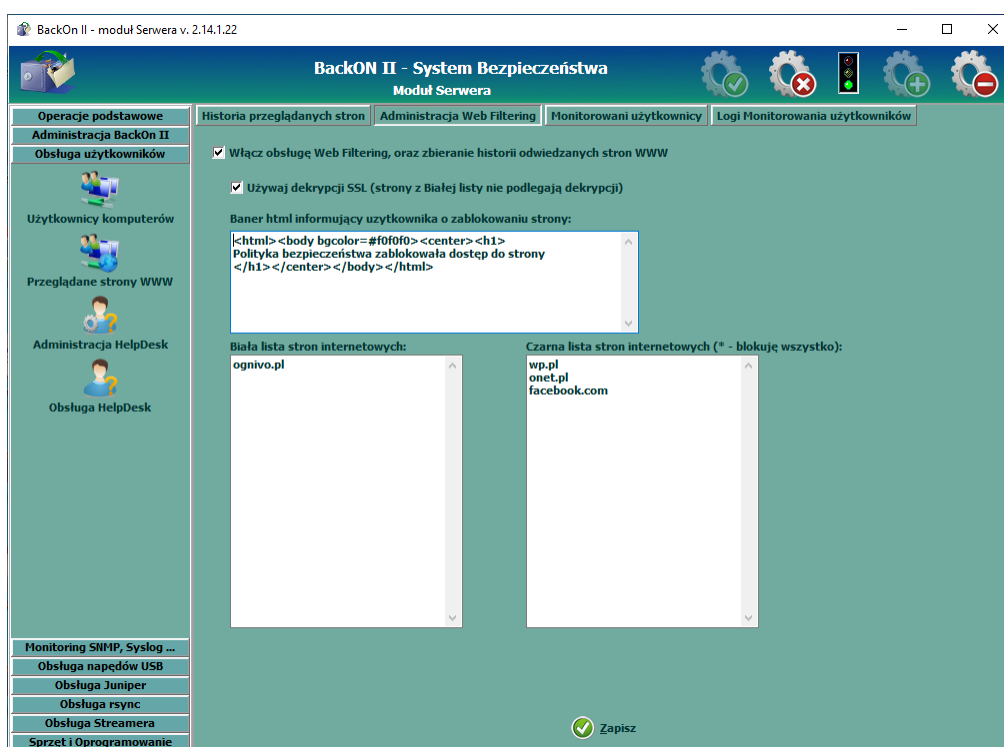 BackOn II - moduł Serwera v. 2.14.1.22
BackON II - System Bezpieczeństwa
Moduł Serwera
Operacje podstawowe
Administracja BackOn II
Obsługa użytkowników
Użytkownicy komputerów
Przeglądane strony WWW
Administracja HelpDesk
Obsługa HelpDesk
Monitoring SNMP, Syslog ...
Obsługa napędów USB
Obsługa Juniper
Obsługa rsync
Obsługa Streamera
Sprzęt i Oprogramowanie
Historia przeglądanych stron
Administracja Web Filtering
Monitorowani użytkownicy
Logi Monitorowania użytkowników
Włącz obsługę Web Filtering, oraz zbieranie historii odwiedzanych stron WWW
Używaj dekrypcji SSL (strony z Białej listy nie podlegają dekrypcji)
Baner html informujący uzytkownika o zablokowaniu strony:
<html><body bgcolor=#f0f0f0><center><h1>
Polityka bezpieczeństwa zablokowała dostęp do strony
</h1></center></body></html>
Biała lista stron internetowych:
ognivo.pl
Czarna lista stron internetowych (* - blokuję wszystko):
wp.pl
onet.pl
facebook.com
Zapisz